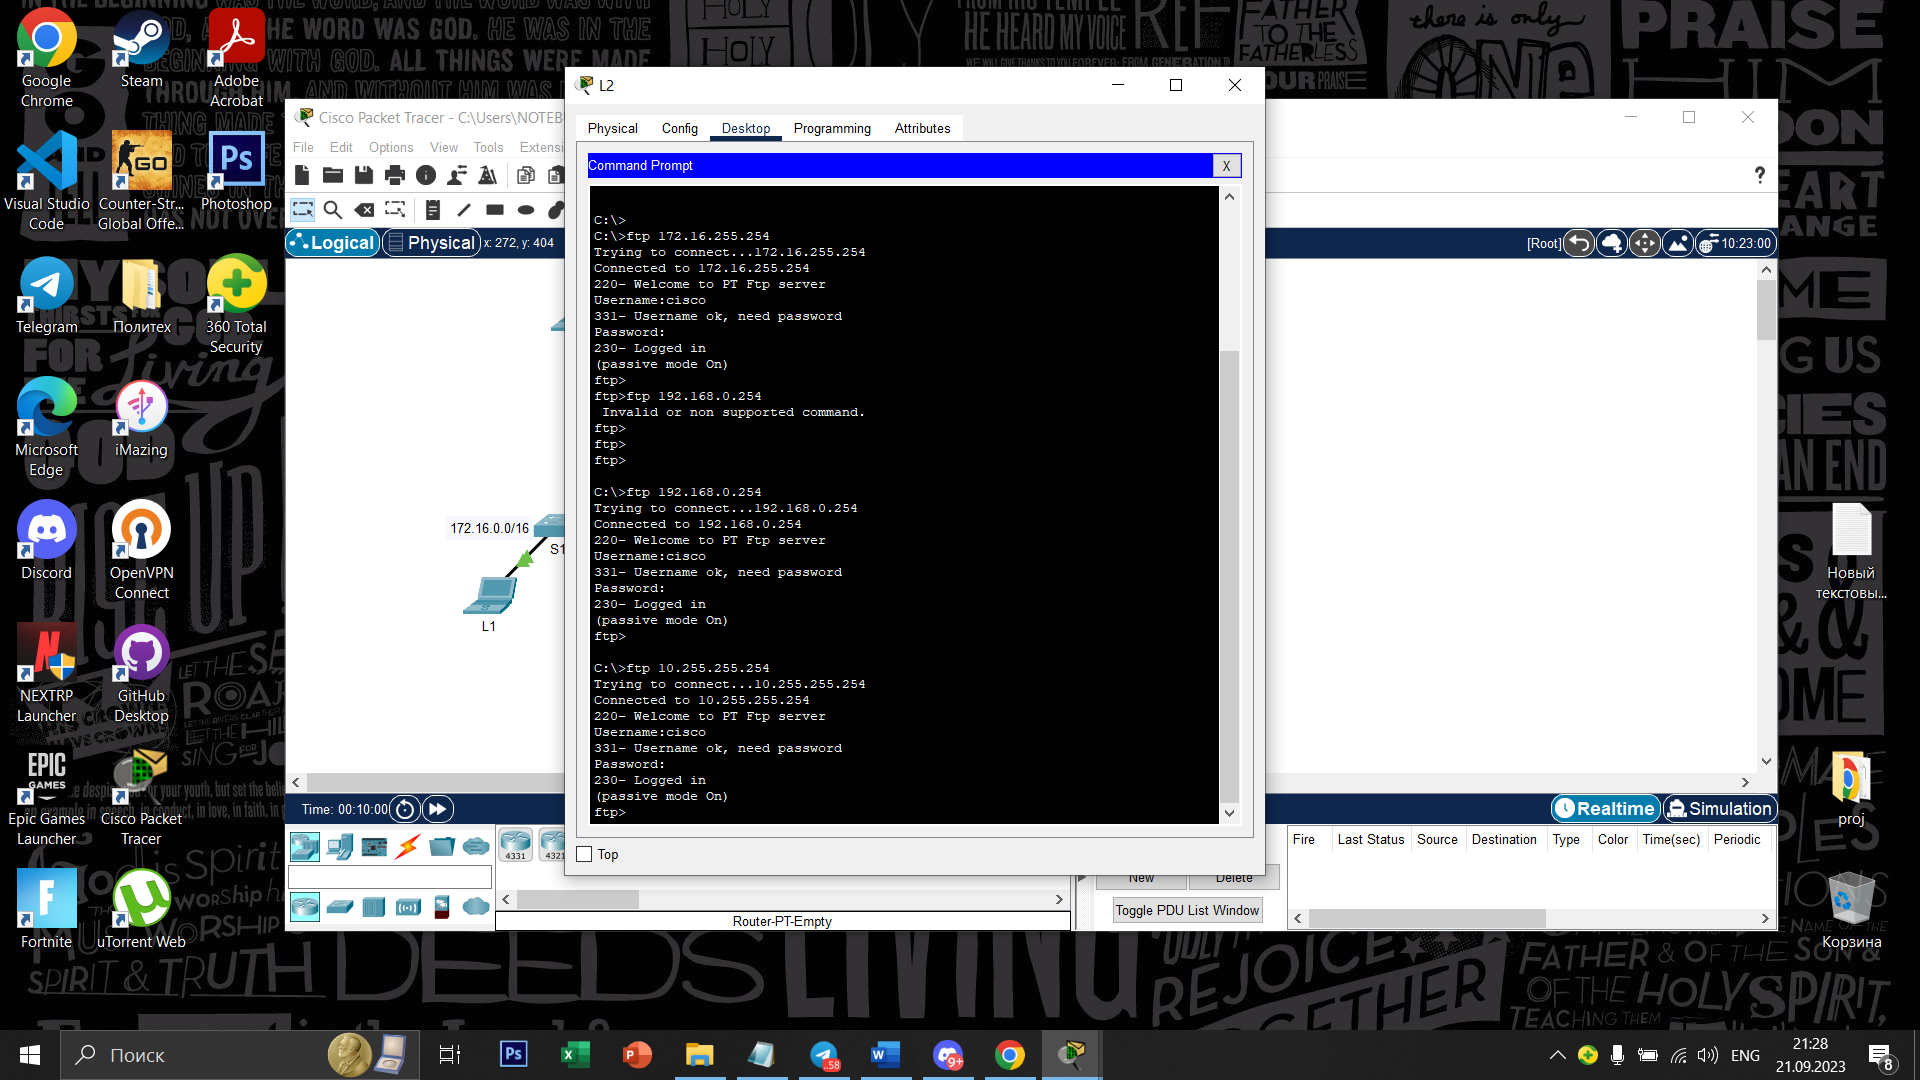 Google
Chrome
Steam
Adobe
Acrobat
Visual Studio
Code
Counter-Str...
Global Offe...
Photoshop
Telegram
Политех
360 Total
Security
Microsoft
Edge
iMazing
Discord
OpenVPN
Connect
NEXTRP
Launcher
GitHub
Desktop
EPIC
GAMES
Epic Games
Launcher
Cisco Packet
Tracer
Fortnite
uTorrent Web
Cisco Packet Tracer - C:\Users\NOTEB
File Edit Options View Tools Extensi
Logical
Physical
x: 272, y: 404
[Root]
10:23:00
172.16.0.0/16
S1
L1
L2
Physical Config Desktop Programming Attributes
Command Prompt
X
C:\>
C:\>ftp 172.16.255.254
Trying to connect...172.16.255.254
Connected to 172.16.255.254
220- Welcome to PT Ftp server
Username:cisco
331- Username ok, need password
Password:
230- Logged in
(passive mode On)
ftp>
ftp>ftp 192.168.0.254
Invalid or non supported command.
ftp>
ftp>
ftp>
C:\>ftp 192.168.0.254
Trying to connect...192.168.0.254
Connected to 192.168.0.254
220- Welcome to PT Ftp server
Username:cisco
331- Username ok, need password
Password:
230- Logged in
(passive mode On)
ftp>
C:\>ftp 10.255.255.254
Trying to connect...10.255.255.254
Connected to 10.255.255.254
220- Welcome to PT Ftp server
Username:cisco
331- Username ok, need password
Password:
230- Logged in
(passive mode On)
ftp>
Top
Time: 00:10:00
Realtime
Simulation
4331
4321
Router-PT-Empty
New
Delete
Toggle PDU List Window
Fire Last Status Source Destination Type Color Time(sec) Periodic
Новый
текстовы...
proj
Корзина
Поиск
..58
9+
ENG
21:28
21.09.2023
8